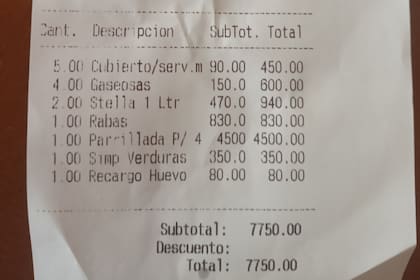 Cant. Descripcion SubTot. Total
5.00 Cubierto/serv.m 90.00 450.00
4.00 Gaseosas 150.0 600.00
2.00 Stella 1 Ltr 470.0 940.00
1.00 Rabas 830.0 830.00
1.00 Parrillada P/ 4 4500 4500.00
1.00 Simp Verduras 350.0 350.00
1.00 Recargo Huevo 80.00 80.00
Subtotal: 7750.00
Descuento:
Total: 7750.00